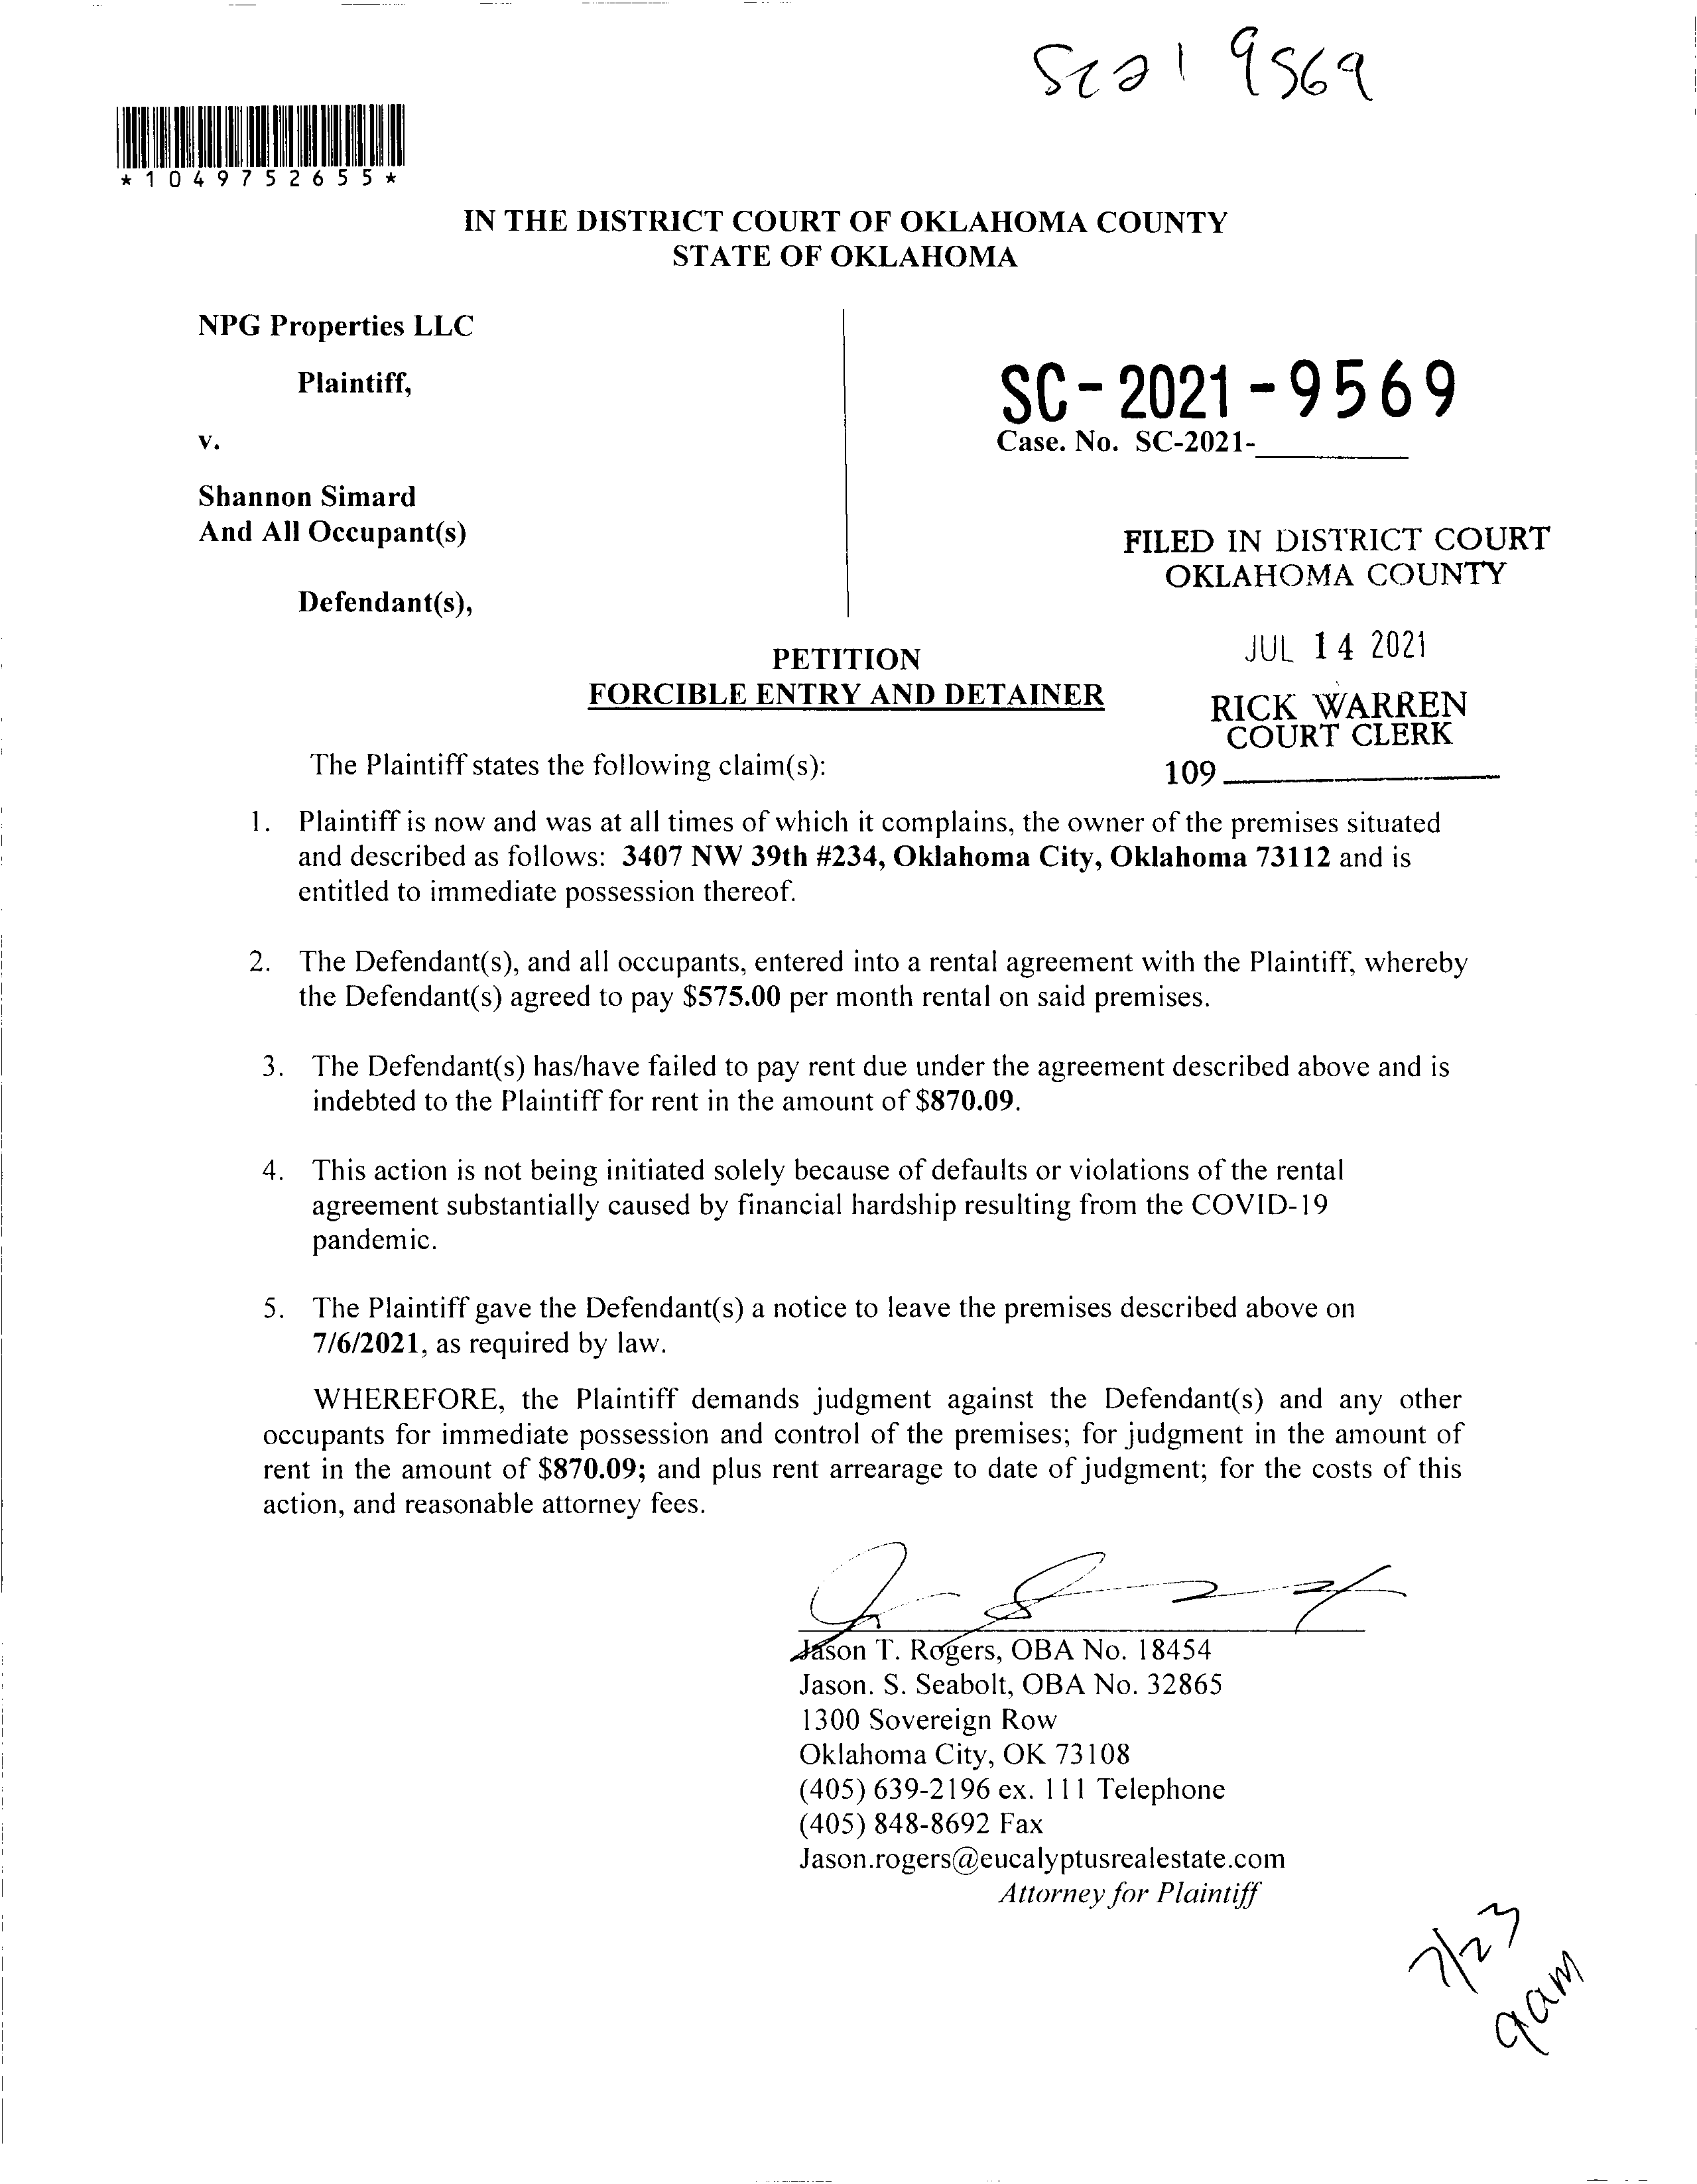 SC21 9569
*1049752655*
IN THE DISTRICT COURT OF OKLAHOMA COUNTY
STATE OF OKLAHOMA
NPG Properties LLC
Plaintiff,
v.
Shannon Simard
And All Occupant(s)
Defendant(s),
SC-2021-9569
Case. No. SC-2021-________
FILED IN DISTRICT COURT
OKLAHOMA COUNTY
JUL 14 2021
RICK WARREN
COURT CLERK
109________
PETITION
FORCIBLE ENTRY AND DETAINER
The Plaintiff states the following claim(s):
1. Plaintiff is now and was at all times of which it complains, the owner of the premises situated
and described as follows: 3407 NW 39th #234, Oklahoma City, Oklahoma 73112 and is
entitled to immediate possession thereof.
2. The Defendant(s), and all occupants, entered into a rental agreement with the Plaintiff, whereby
the Defendant(s) agreed to pay $575.00 per month rental on said premises.
3. The Defendant(s) has/have failed to pay rent due under the agreement described above and is
indebted to the Plaintiff for rent in the amount of $870.09.
4. This action is not being initiated solely because of defaults or violations of the rental
agreement substantially caused by financial hardship resulting from the COVID-19
pandemic.
5. The Plaintiff gave the Defendant(s) a notice to leave the premises described above on
7/6/2021, as required by law.
WHEREFORE, the Plaintiff demands judgment against the Defendant(s) and any other
occupants for immediate possession and control of the premises; for judgment in the amount of
rent in the amount of $870.09; and plus rent arrearage to date of judgment; for the costs of this
action, and reasonable attorney fees.
Jason T. Rogers, OBA No. 18454
Jason. S. Seabolt, OBA No. 32865
1300 Sovereign Row
Oklahoma City, OK 73108
(405) 639-2196 ex. 111 Telephone
(405) 848-8692 Fax
Jason.rogers@eucalyptusrealestate.com
Attorney for Plaintiff
7/23
9am